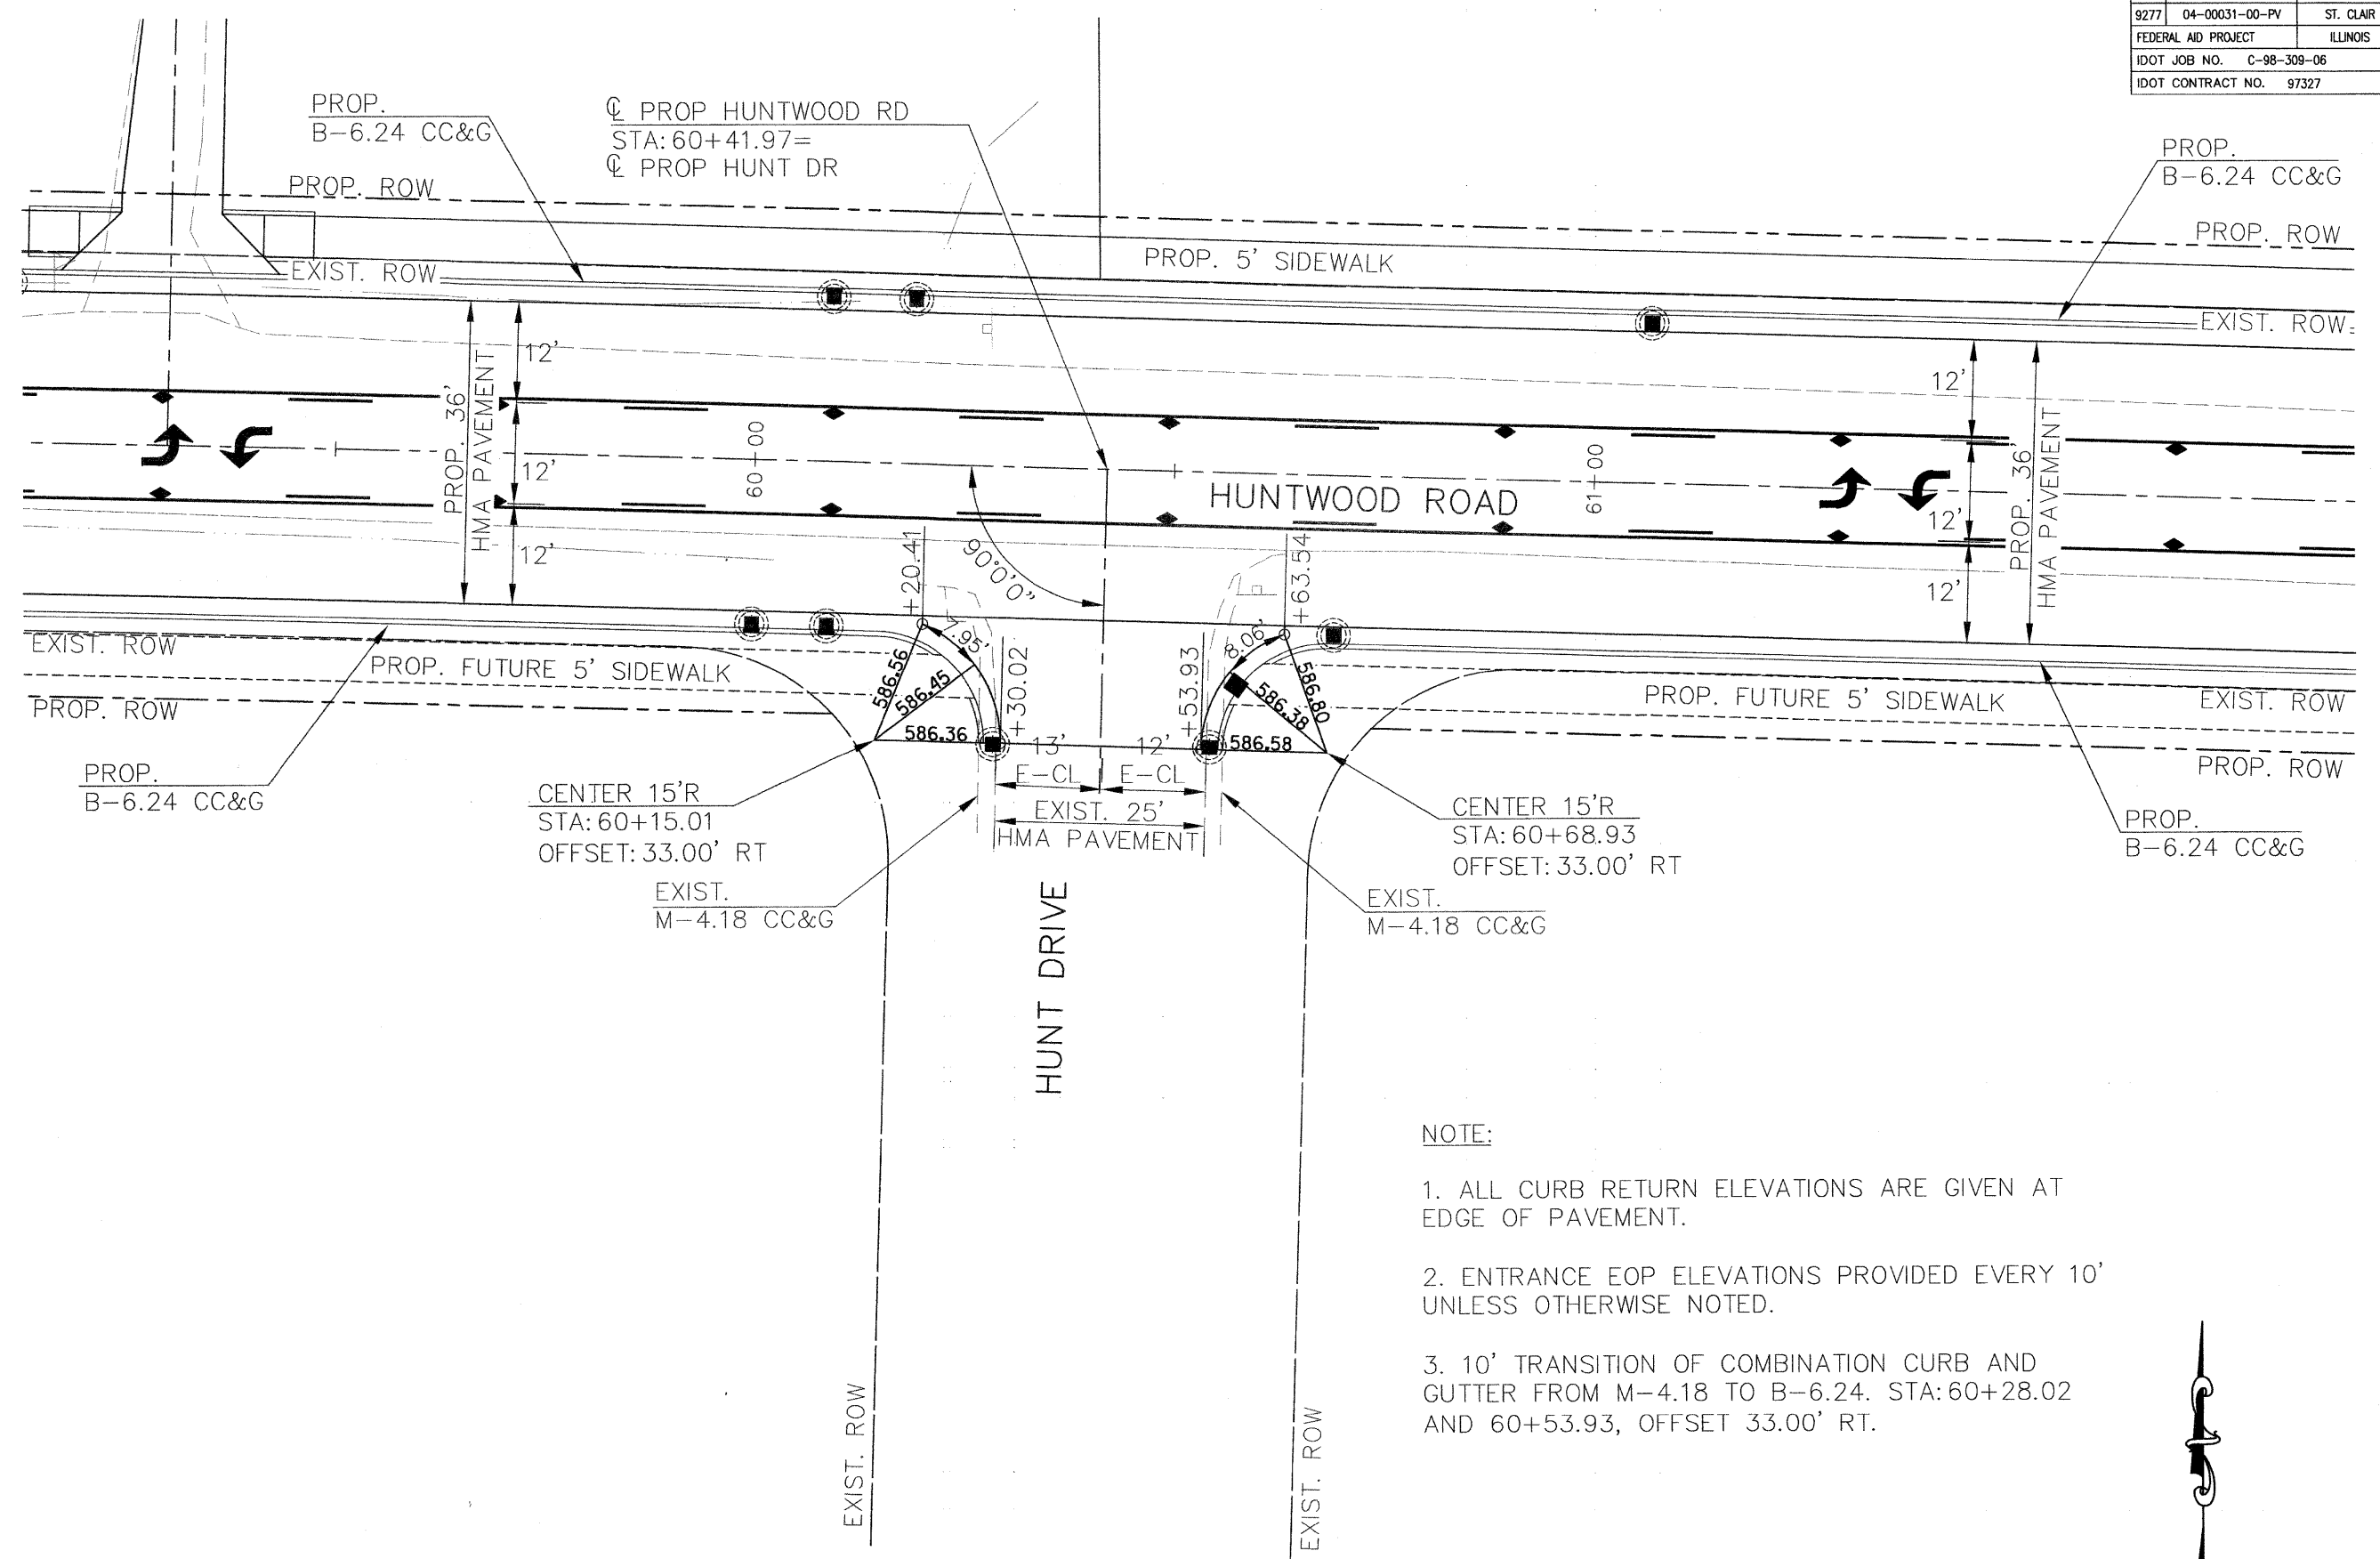 9277 04-00031-00-PV ST. CLAIR
FEDERAL AID PROJECT ILLINOIS
IDOT JOB NO. C-98-309-06
IDOT CONTRACT NO. 97327
PROP.
B-6.24 CC&G
℄ PROP HUNTWOOD RD
STA: 60+41.97=
℄ PROP HUNT DR
PROP.
B-6.24 CC&G
PROP. ROW
PROP. ROW
PROP. 5' SIDEWALK
EXIST. ROW
EXIST. ROW
12'
12'
12'
PROP. 36'
HMA PAVEMENT
60+00
HUNTWOOD ROAD
61+00
12'
12'
12'
PROP. 36'
HMA PAVEMENT
90°0'0"
+20.41
+63.54
7.95'
8.06'
+30.02
+53.93
586.56
586.45
586.36
586.80
586.38
586.58
EXIST. ROW
PROP. FUTURE 5' SIDEWALK
PROP. ROW
PROP. FUTURE 5' SIDEWALK
EXIST. ROW
PROP. ROW
13'
12'
E-CL
E-CL
EXIST. 25'
HMA PAVEMENT
PROP.
B-6.24 CC&G
CENTER 15'R
STA: 60+15.01
OFFSET: 33.00' RT
EXIST.
M-4.18 CC&G
CENTER 15'R
STA: 60+68.93
OFFSET: 33.00' RT
EXIST.
M-4.18 CC&G
PROP.
B-6.24 CC&G
HUNT DRIVE
EXIST. ROW
EXIST. ROW
NOTE:
1. ALL CURB RETURN ELEVATIONS ARE GIVEN AT
EDGE OF PAVEMENT.
2. ENTRANCE EOP ELEVATIONS PROVIDED EVERY 10'
UNLESS OTHERWISE NOTED.
3. 10' TRANSITION OF COMBINATION CURB AND
GUTTER FROM M-4.18 TO B-6.24. STA: 60+28.02
AND 60+53.93, OFFSET 33.00' RT.